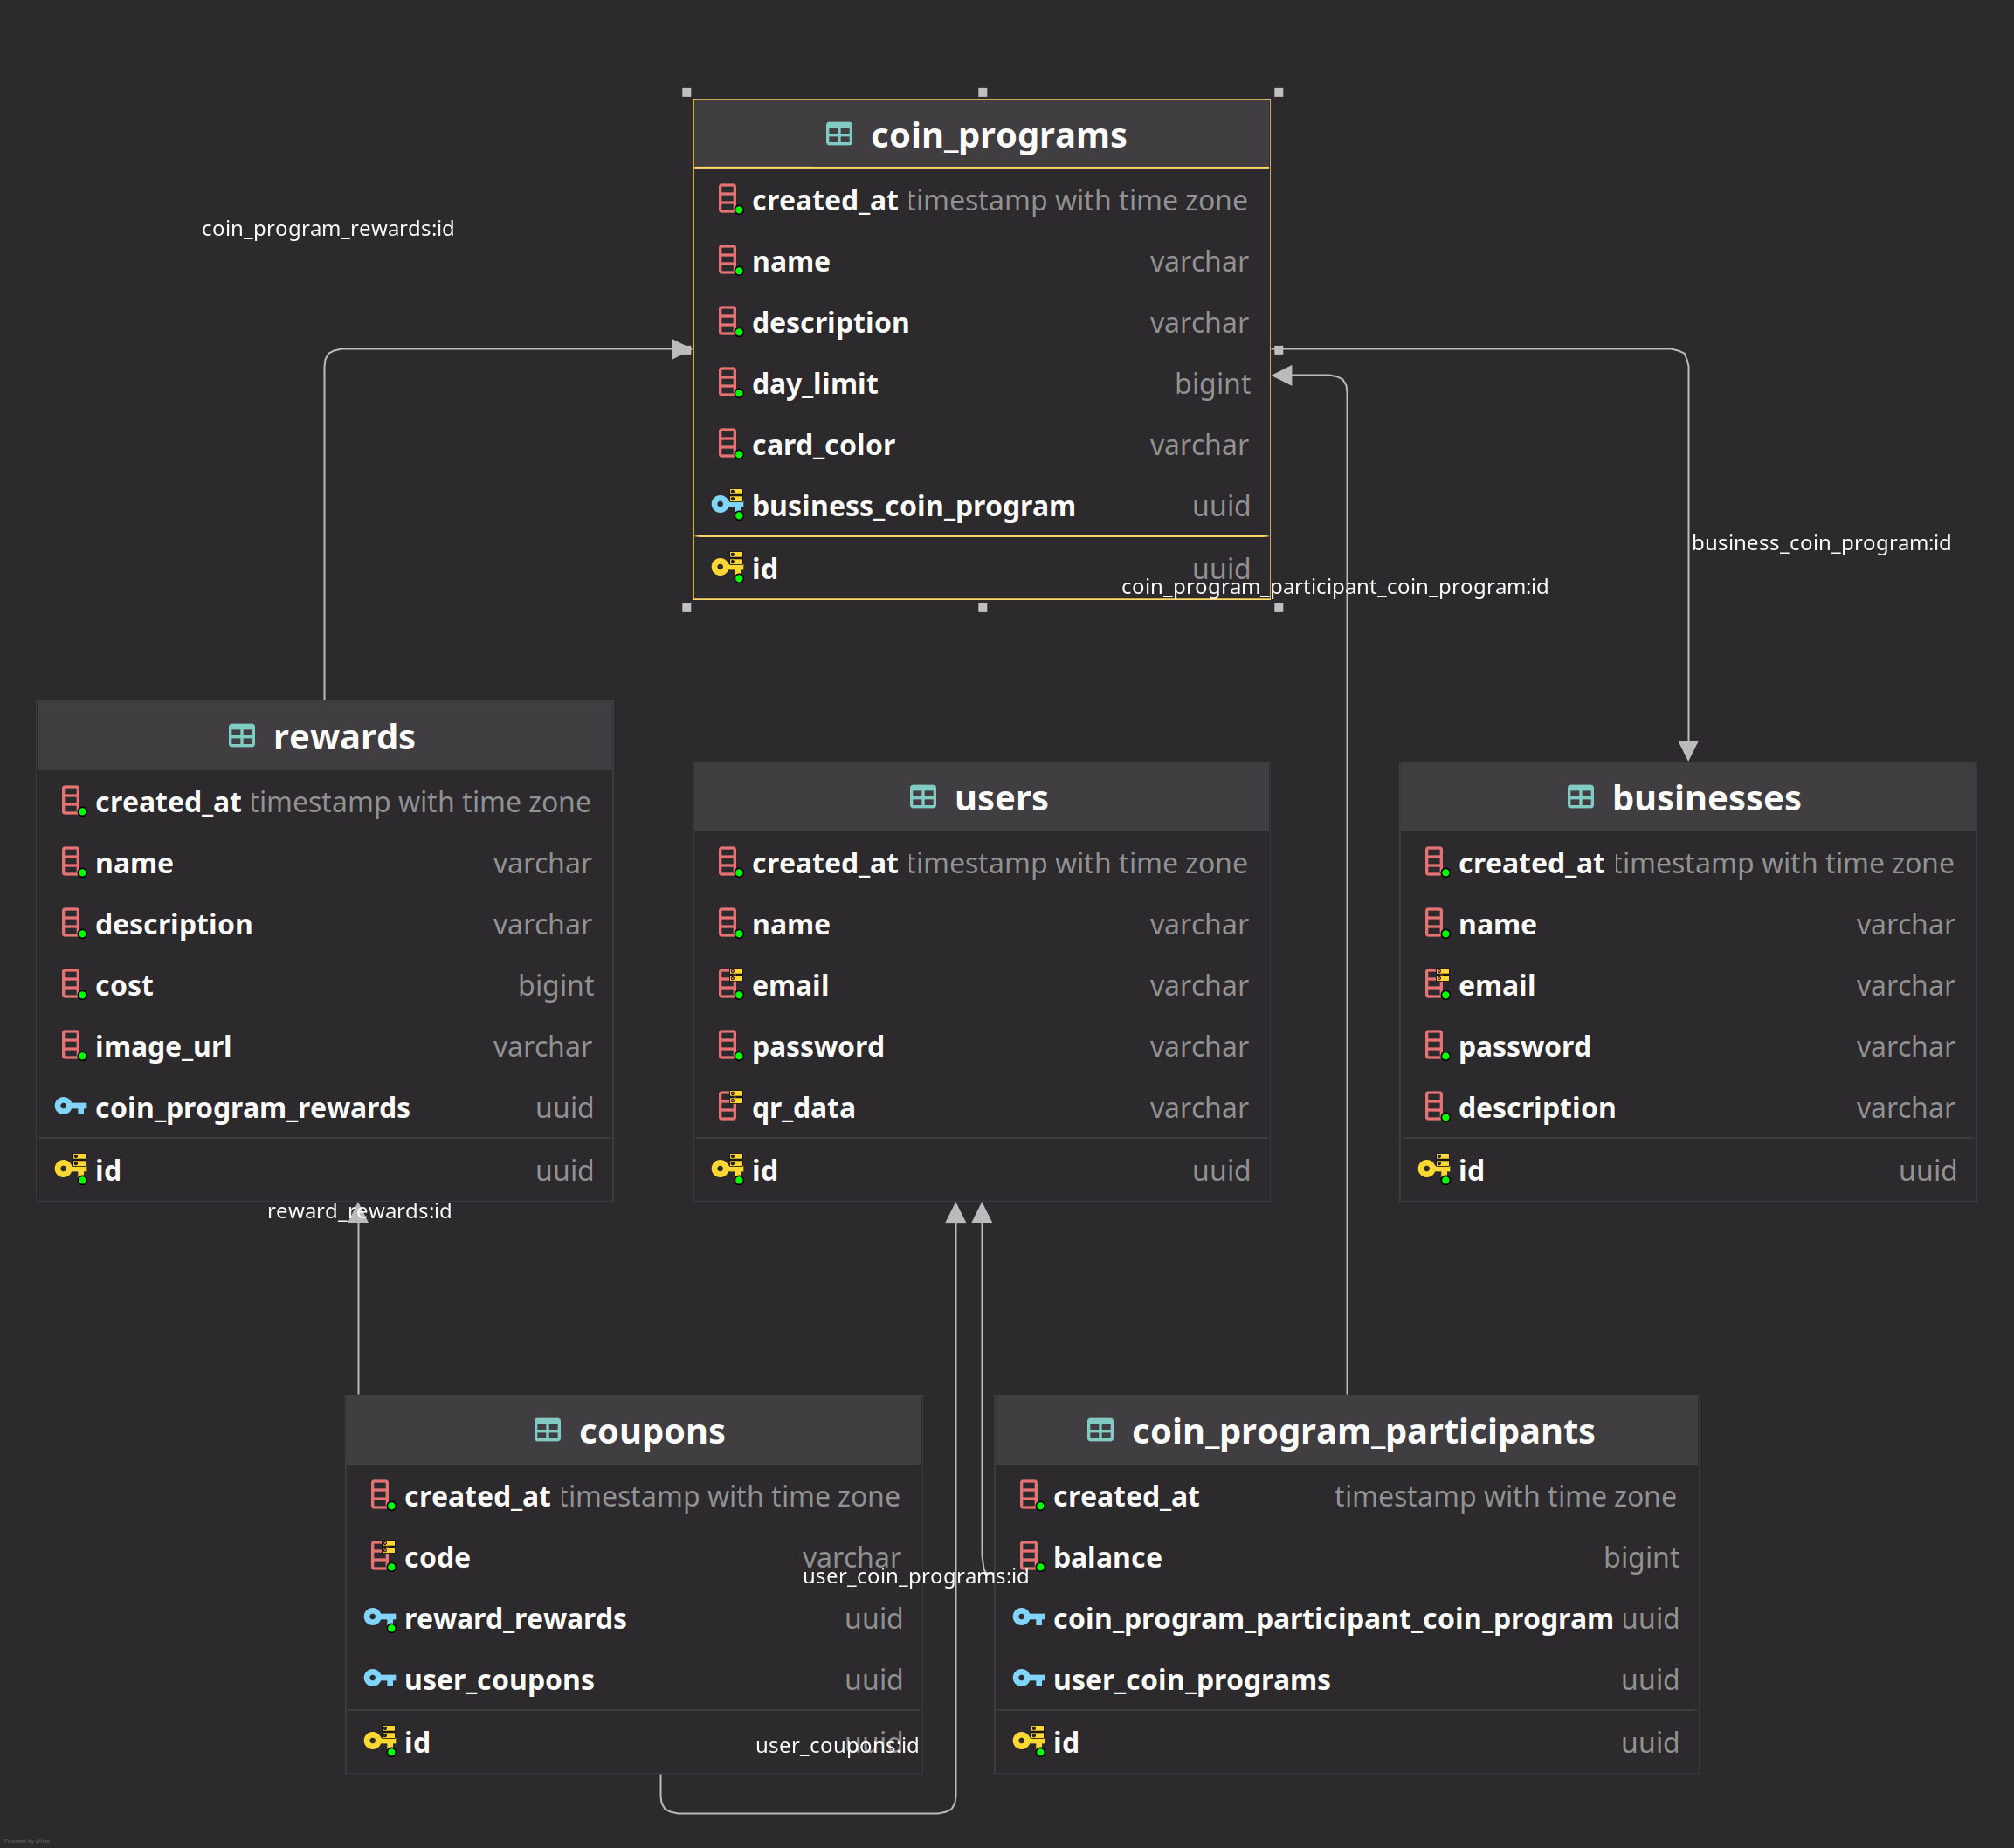 coin_programs
created_at timestamp with time zone
name varchar
description varchar
day_limit bigint
card_color varchar
business_coin_program uuid
id uuid
coin_program_rewards:id
business_coin_program:id
coin_program_participant_coin_program:id
rewards
created_at timestamp with time zone
name varchar
description varchar
cost bigint
image_url varchar
coin_program_rewards uuid
id uuid
users
created_at timestamp with time zone
name varchar
email varchar
password varchar
qr_data varchar
id uuid
businesses
created_at timestamp with time zone
name varchar
email varchar
password varchar
description varchar
id uuid
reward_rewards:id
coupons
created_at timestamp with time zone
code varchar
reward_rewards uuid
user_coupons uuid
id uuid
user_coin_programs:id
user_coupons:id
coin_program_participants
created_at timestamp with time zone
balance bigint
coin_program_participant_coin_program uuid
user_coin_programs uuid
id uuid
Powered by yFiles